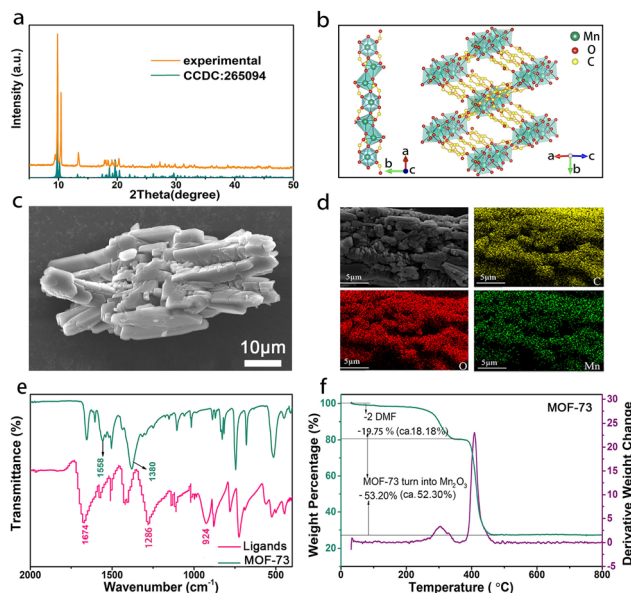 a
Intensity (a.u.)
experimental
CCDC:265094
10 20 30 40 50
2Theta(degree)
b
Mn
O
C
a
b
c
a
c
b
c
10μm
d
5μm
5μm
C
5μm
O
5μm
Mn
e
Transmittance (%)
1558
1380
1674
1286
924
Ligands
MOF-73
2000 1500 1000 500
Wavenumber (cm-1)
f
MOF-73
Weight Percentage (%)
100
80
60
40
20
-2 DMF
-19.75 % (ca.18.18%)
MOF-73 turn into Mn2O3
- 53.20% (ca.52.30%)
30
25
20
15
10
5
0
-5
Derivative Weight Change
0 200 400 600 800
Temperature ( °C)